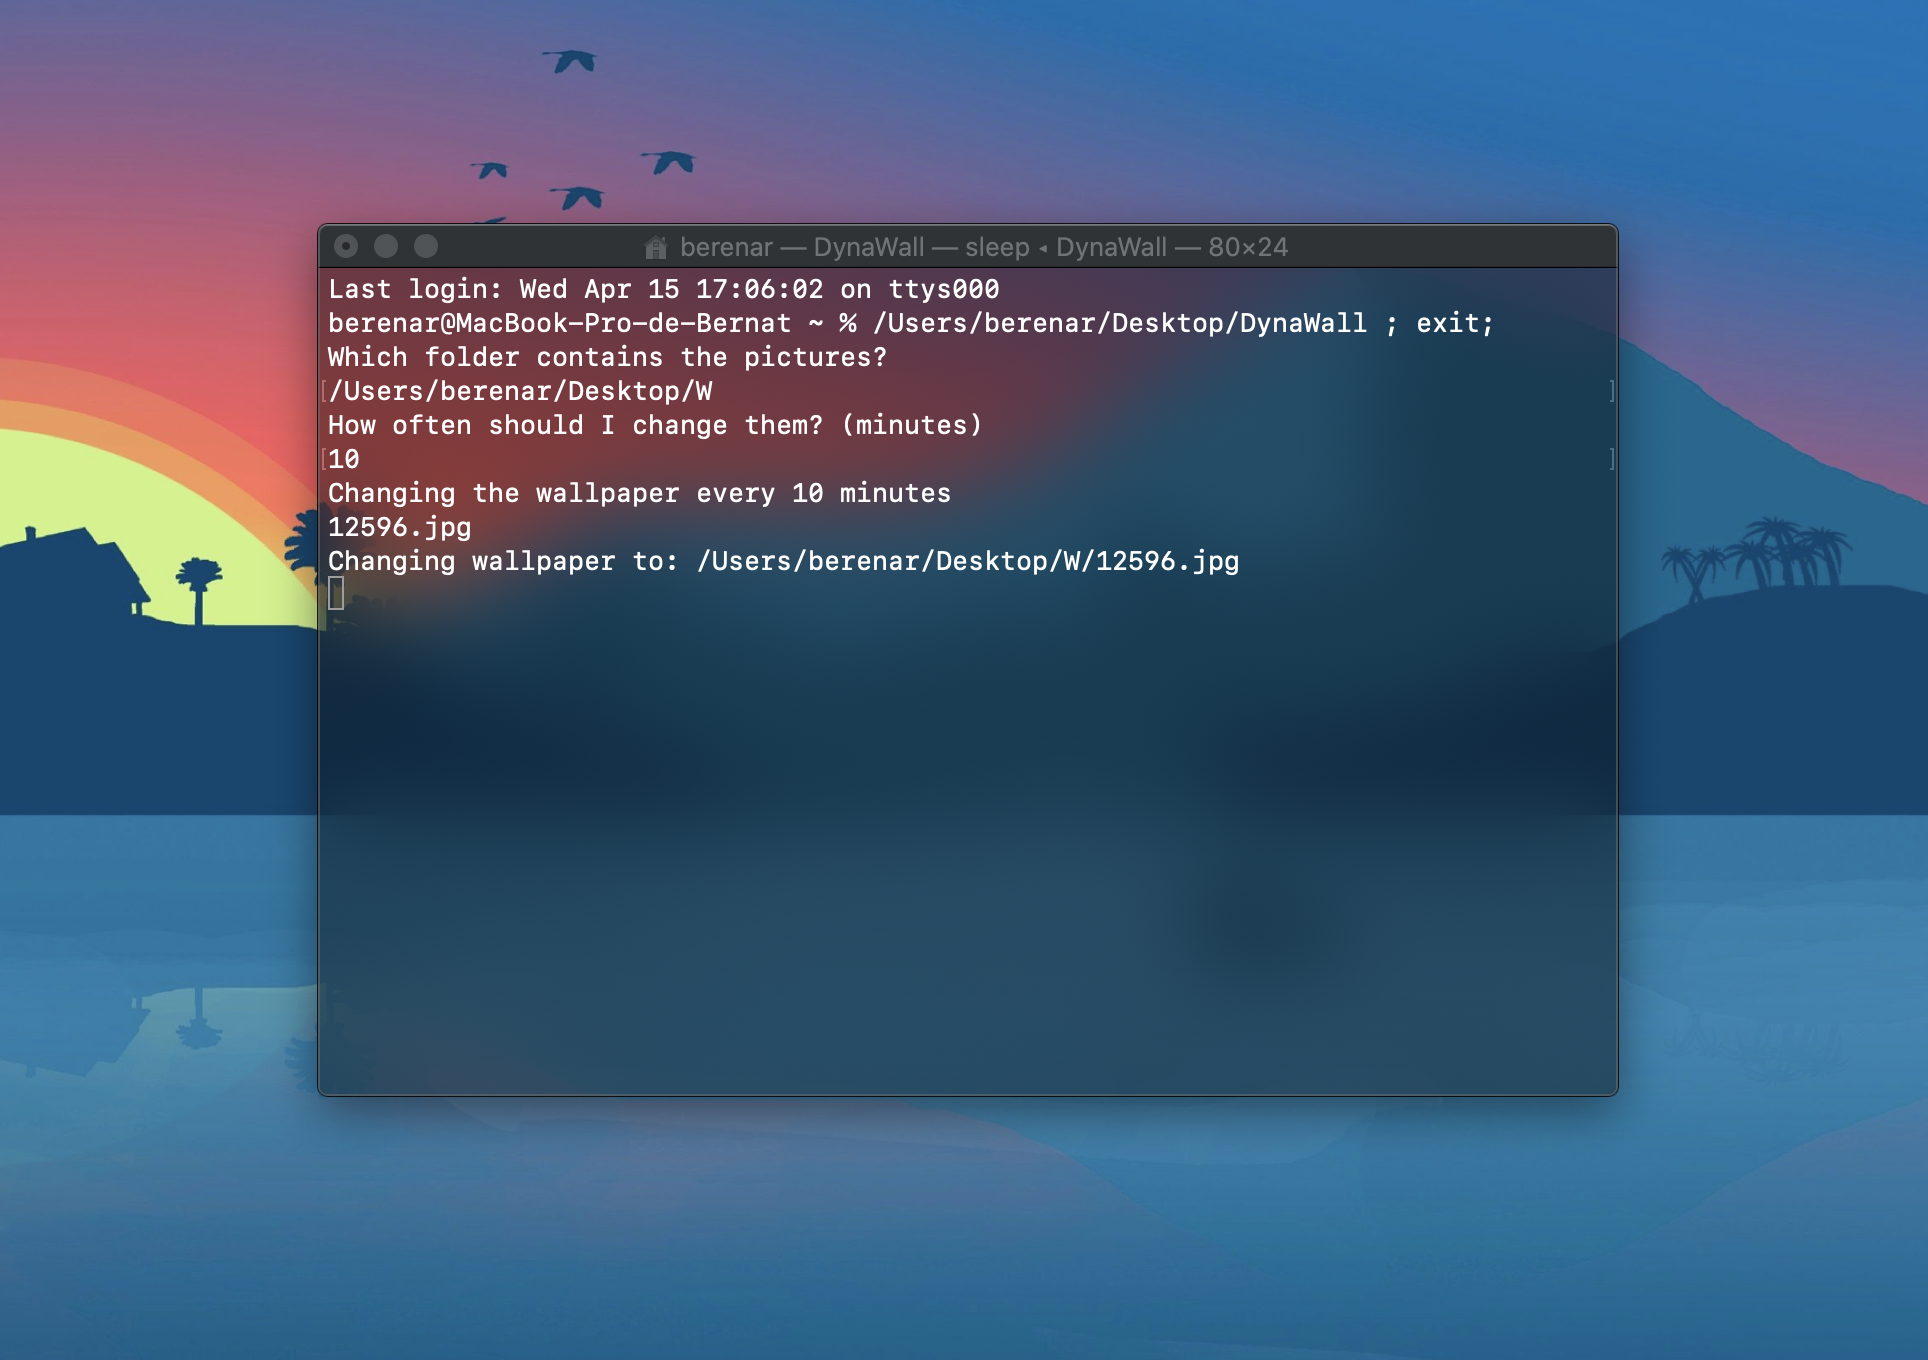 berenar — DynaWall — sleep ◂ DynaWall — 80×24
Last login: Wed Apr 15 17:06:02 on ttys000
berenar@MacBook-Pro-de-Bernat ~ % /Users/berenar/Desktop/DynaWall ; exit;
Which folder contains the pictures?
[/Users/berenar/Desktop/W ]
How often should I change them? (minutes)
[10 ]
Changing the wallpaper every 10 minutes
12596.jpg
Changing wallpaper to: /Users/berenar/Desktop/W/12596.jpg